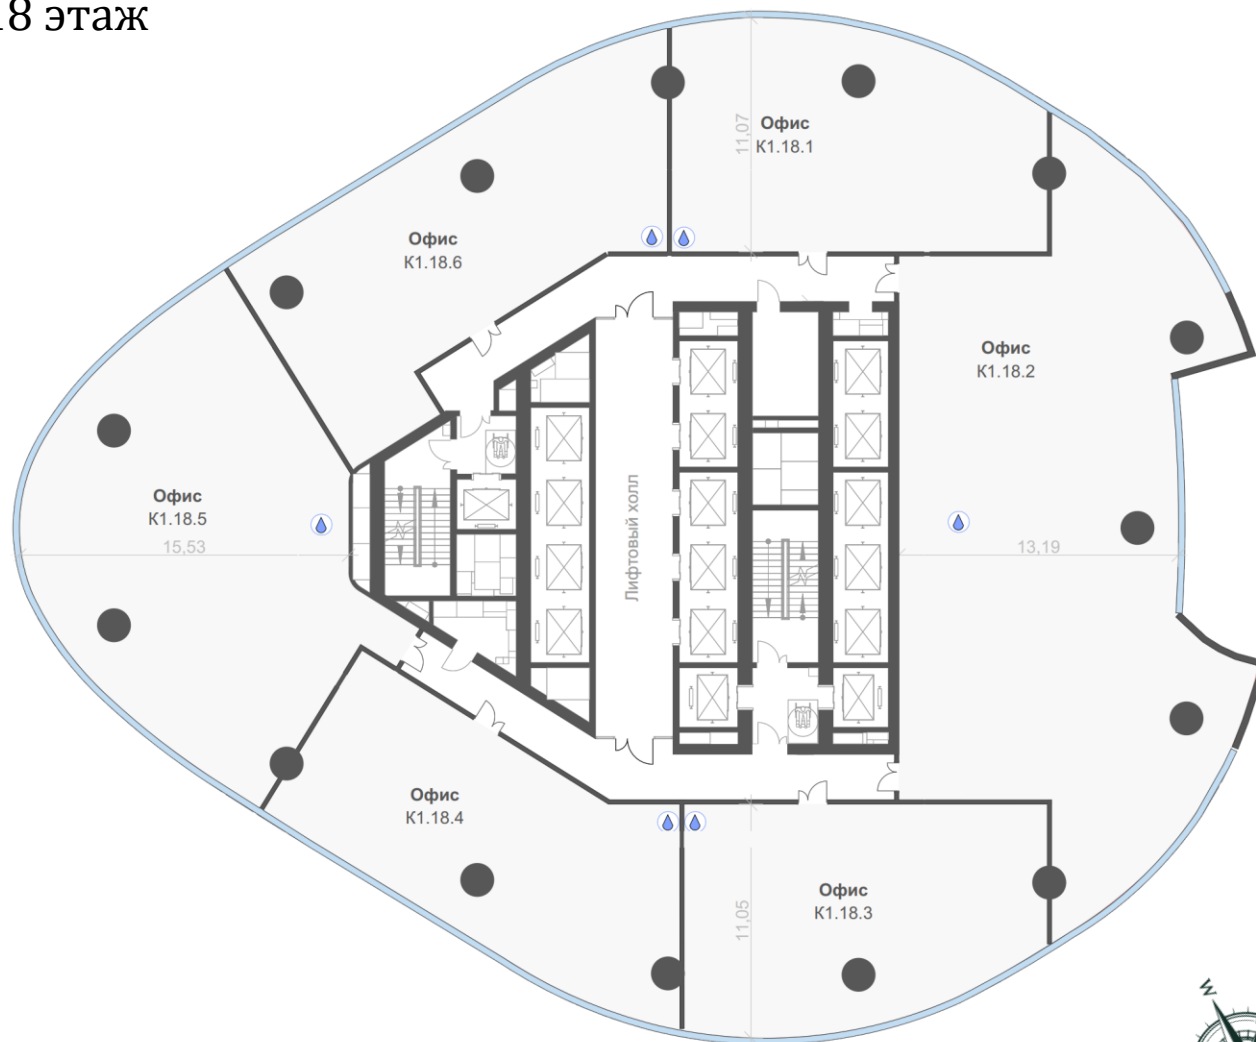 18 этаж
11,07
Офис
К1.18.1
Офис
К1.18.6
Офис
К1.18.2
Офис
К1.18.5
15,53
Лифтовый холл
13,19
Офис
К1.18.4
Офис
К1.18.3
11,05
W